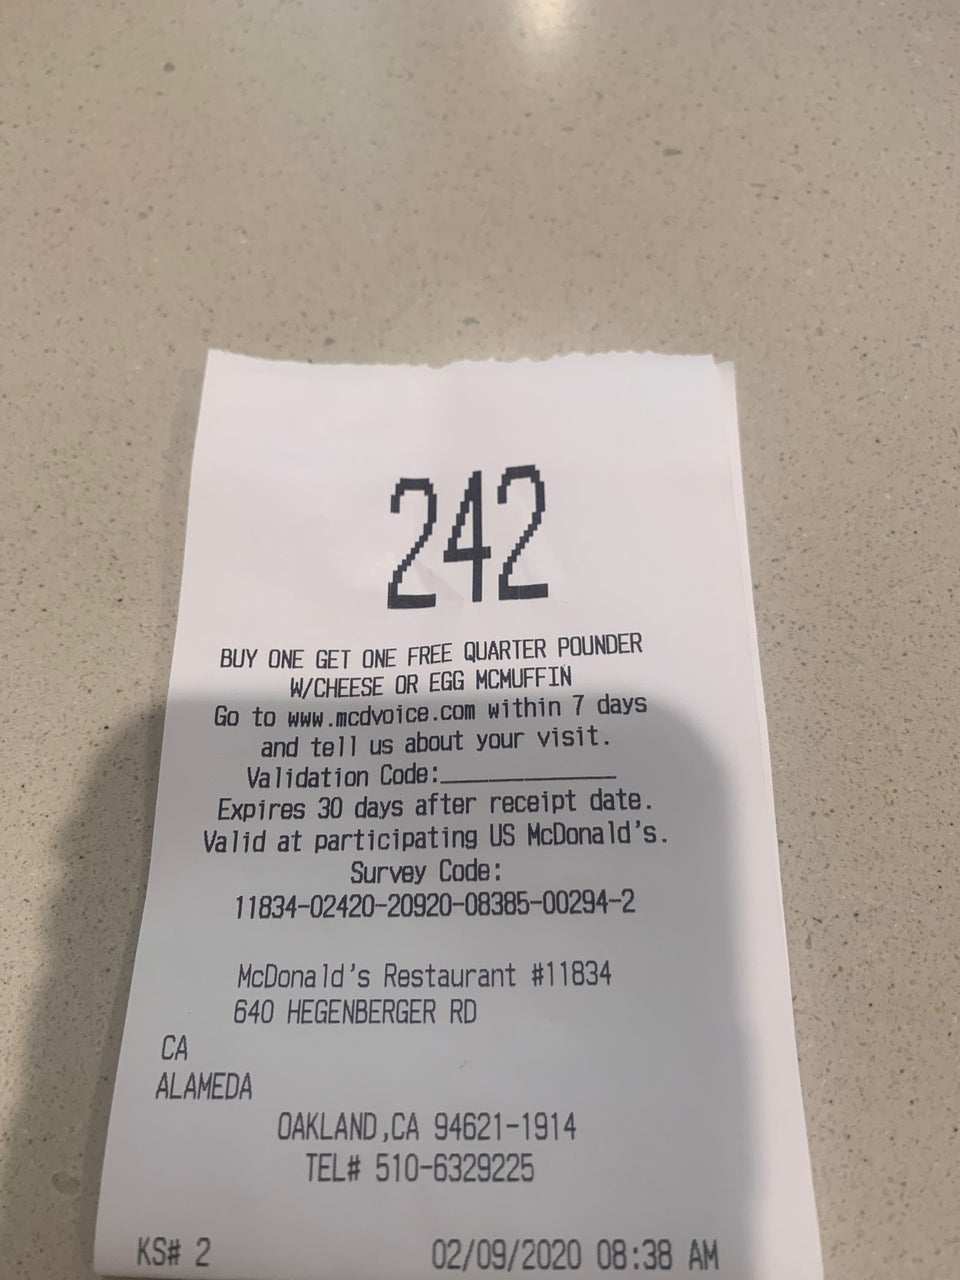 242
BUY ONE GET ONE FREE QUARTER POUNDER
W/CHEESE OR EGG MCMUFFIN
Go to www.mcdvoice.com within 7 days
and tell us about your visit.
Validation Code:_______________
Expires 30 days after receipt date.
Valid at participating US McDonald's.
Survey Code:
11834-02420-20920-08385-00294-2
McDonald's Restaurant #11834
640 HEGENBERGER RD
CA
ALAMEDA
OAKLAND,CA 94621-1914
TEL# 510-6329225
KS# 2 02/09/2020 08:38 AM